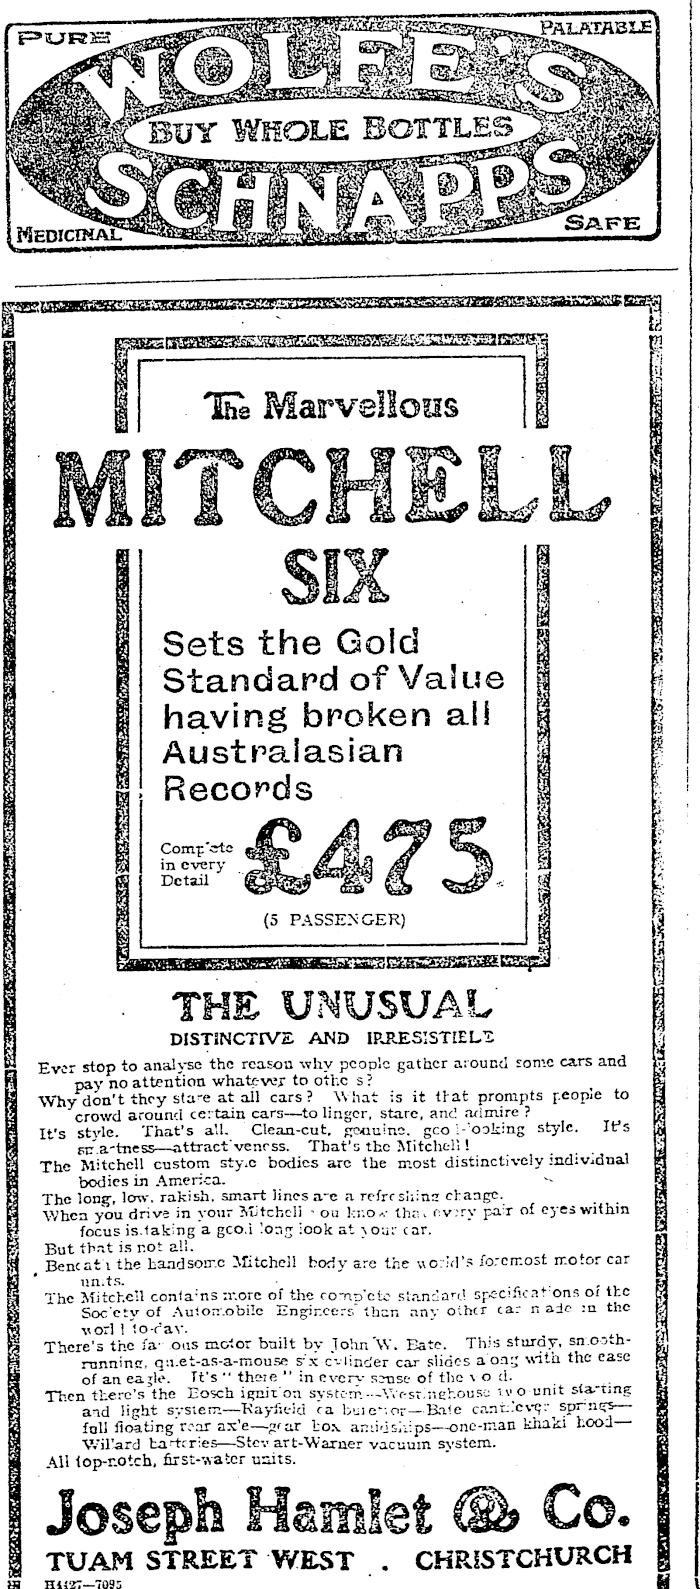 PURE
PALATABLE
WOLFE'S
BUY WHOLE BOTTLES
SCHNAPPS
MEDICINAL
SAFE
The Marvellous
MITCHELL
SIX
Sets the Gold
Standard of Value
having broken all
Australasian
Records
Complete
in every
Detail
£475
(5 PASSENGER)
THE UNUSUAL
DISTINCTIVE AND IRRESISTIBLE
Ever stop to analyse the reason why people gather around some cars and
pay no attention whatever to others?
Why don't they stare at all cars? What is it that prompts people to
crowd around certain cars—to linger, stare, and admire?
It's style. That's all. Clean-cut, genuine, good-looking style. It's
smartness—attractiveness. That's the Mitchell!
The Mitchell custom style bodies are the most distinctively individual
bodies in America.
The long, low, rakish, smart lines are a refreshing change.
When you drive in your Mitchell you know that every pair of eyes within
focus is taking a good long look at your car.
But that is not all.
Beneath the handsome Mitchell body are the world's foremost motor car
units.
The Mitchell contains more of the complete standard specifications of the
Society of Automobile Engineers than any other car made in the
world to-day.
There's the famous motor built by John W. Bate. This sturdy, smooth-
running, quiet-as-a-mouse six cylinder car slides along with the ease
of an eagle. It's "there" in every sense of the word.
Then there's the Bosch ignition system—Westinghouse two unit starting
and light system—Rayfield carburettor—Bate cantilever springs—
full floating rear axle—gear box amidships—one-man khaki hood—
Willard batteries—Stewart-Warner vacuum system.
All top-notch, first-water units.
Joseph Hamlet & Co.
TUAM STREET WEST . CHRISTCHURCH
H4427—7095